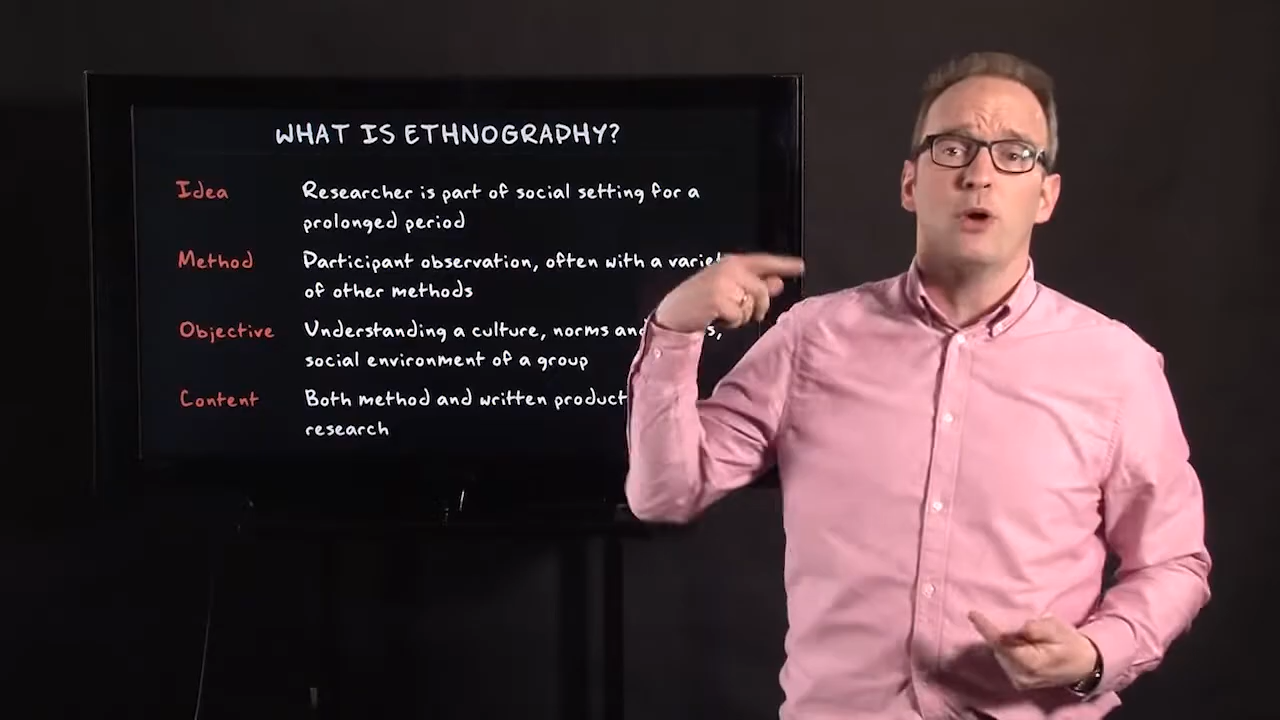 WHAT IS ETHNOGRAPHY?
Idea Researcher is part of social setting for a
prolonged period
Method Participant observation, often with a
of other methods
Objective Understanding a culture, norms and
social environment of a group
Content Both method and written product
research